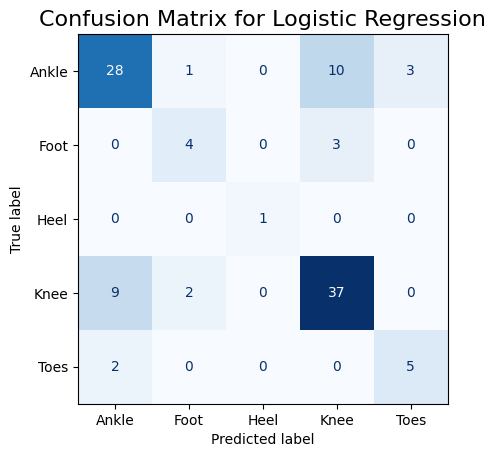 Confusion Matrix for Logistic Regression
True label
Ankle 28 1 0 10 3
Foot 0 4 0 3 0
Heel 0 0 1 0 0
Knee 9 2 0 37 0
Toes 2 0 0 0 5
Ankle Foot Heel Knee Toes
Predicted label